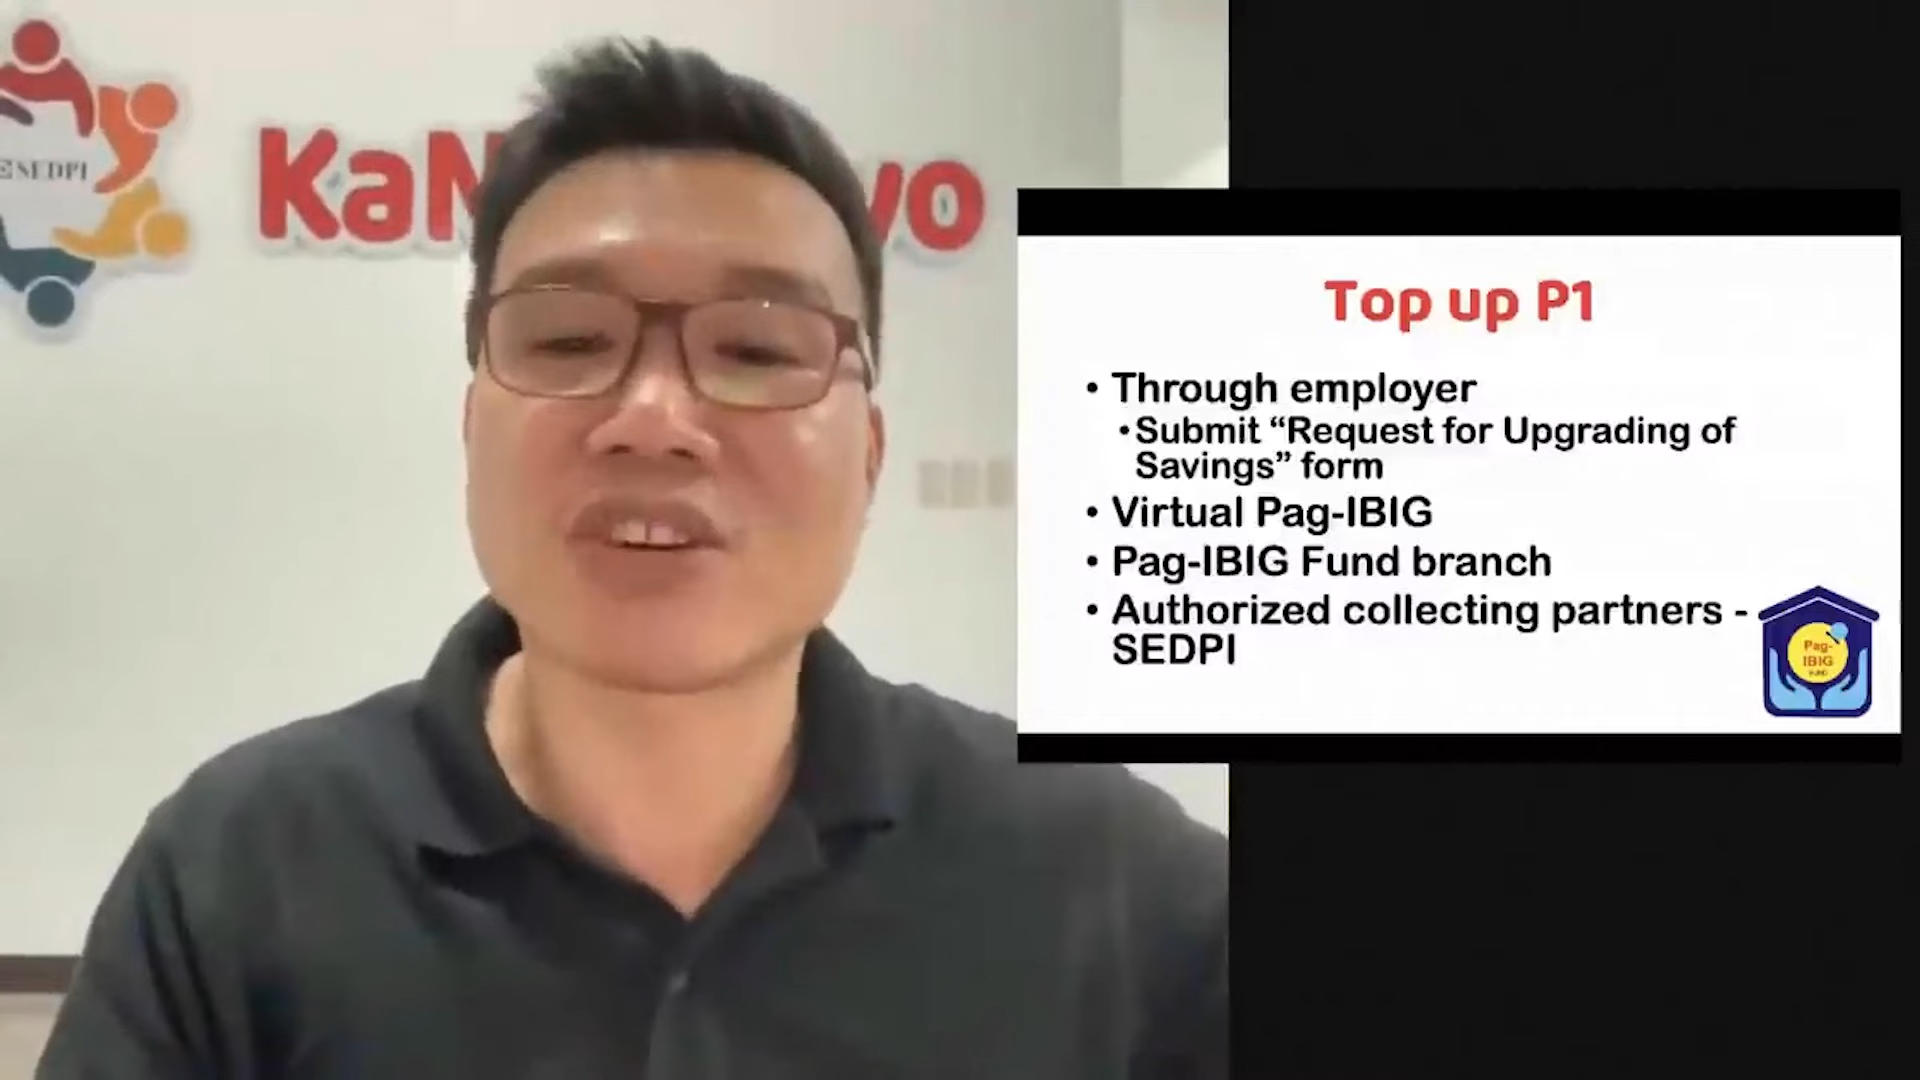 SEDPI
KaN
vo
Top up P1
• Through employer
• Submit “Request for Upgrading of
Savings” form
• Virtual Pag-IBIG
• Pag-IBIG Fund branch
• Authorized collecting partners -
SEDPI
Pag-
IBIG